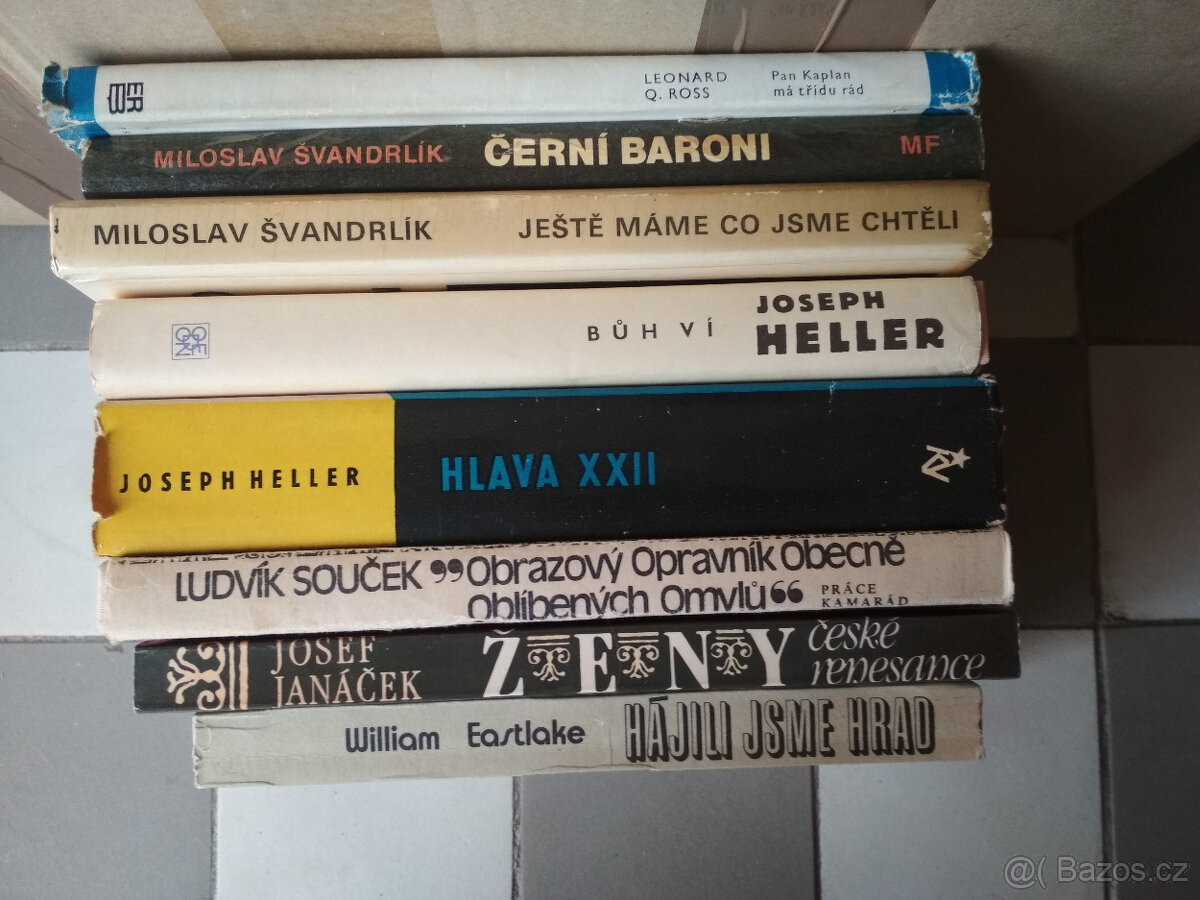 LEONARD
Q. ROSS
Pan Kaplan
má třídu rád
MILOSLAV ŠVANDRLÍK ČERNÍ BARONI MF
MILOSLAV ŠVANDRLÍK JEŠTĚ MÁME CO JSME CHTĚLI
BŮH VÍ
JOSEPH
HELLER
JOSEPH HELLER HLAVA XXII
LUDVÍK SOUČEK „Obrazový Opravník Obecně
Oblíbených Omylů“
PRÁCE
KAMARÁD
JOSEF
JANÁČEK
ŽENY
české
renesance
William Eastlake HÁJILI JSME HRAD
@( Bazos.cz